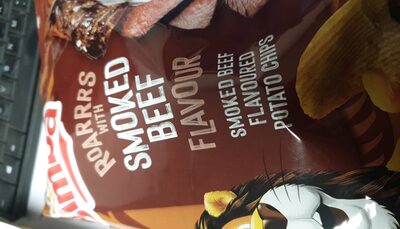 ROARRRS
WITH
SMOKED
BEEF
FLAVOUR
SMOKED BEEF
FLAVOURED
POTATO CHIPS